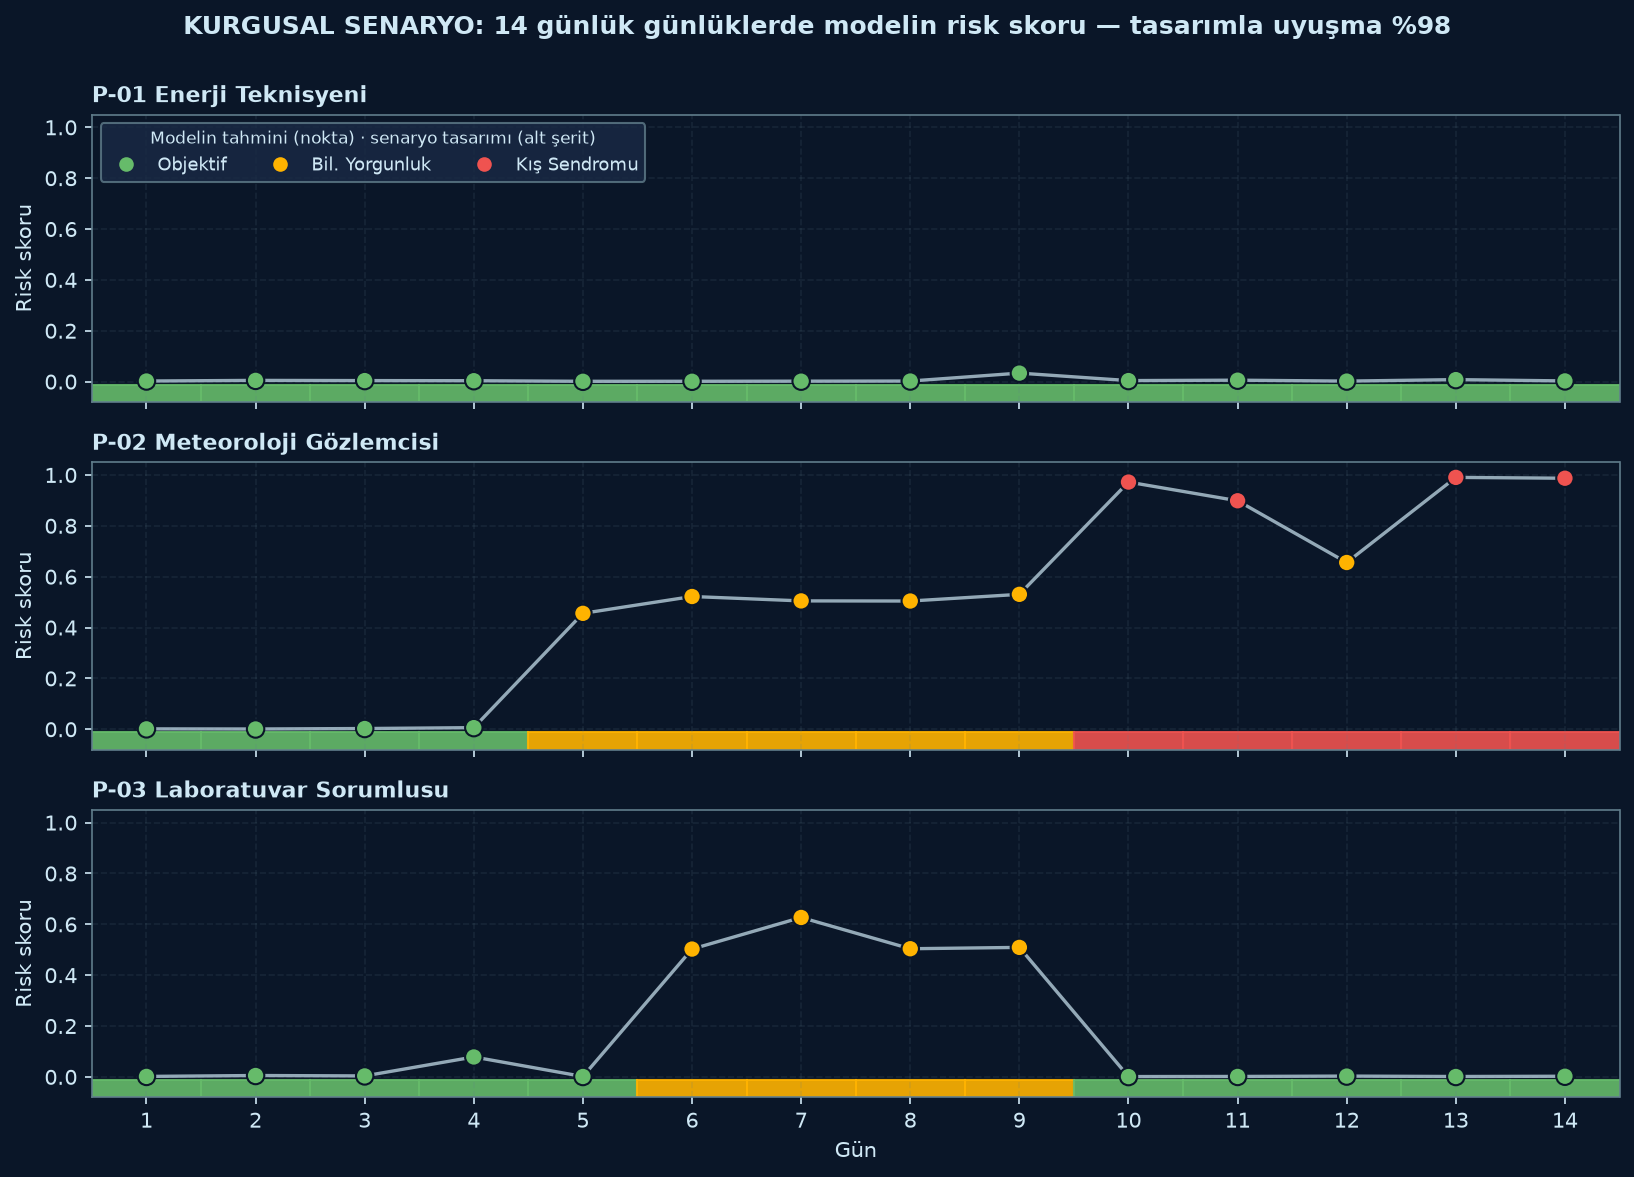 KURGUSAL SENARYO: 14 günlük günlüklerde modelin risk skoru — tasarımla uyuşma %98
P-01 Enerji Teknisyeni
Modelin tahmini (nokta) · senaryo tasarımı (alt şerit)
Objektif Bil. Yorgunluk Kış Sendromu
1.0
0.8
0.6
0.4
0.2
0.0
Risk skoru
P-02 Meteoroloji Gözlemcisi
1.0
0.8
0.6
0.4
0.2
0.0
Risk skoru
P-03 Laboratuvar Sorumlusu
1.0
0.8
0.6
0.4
0.2
0.0
Risk skoru
1 2 3 4 5 6 7 8 9 10 11 12 13 14
Gün